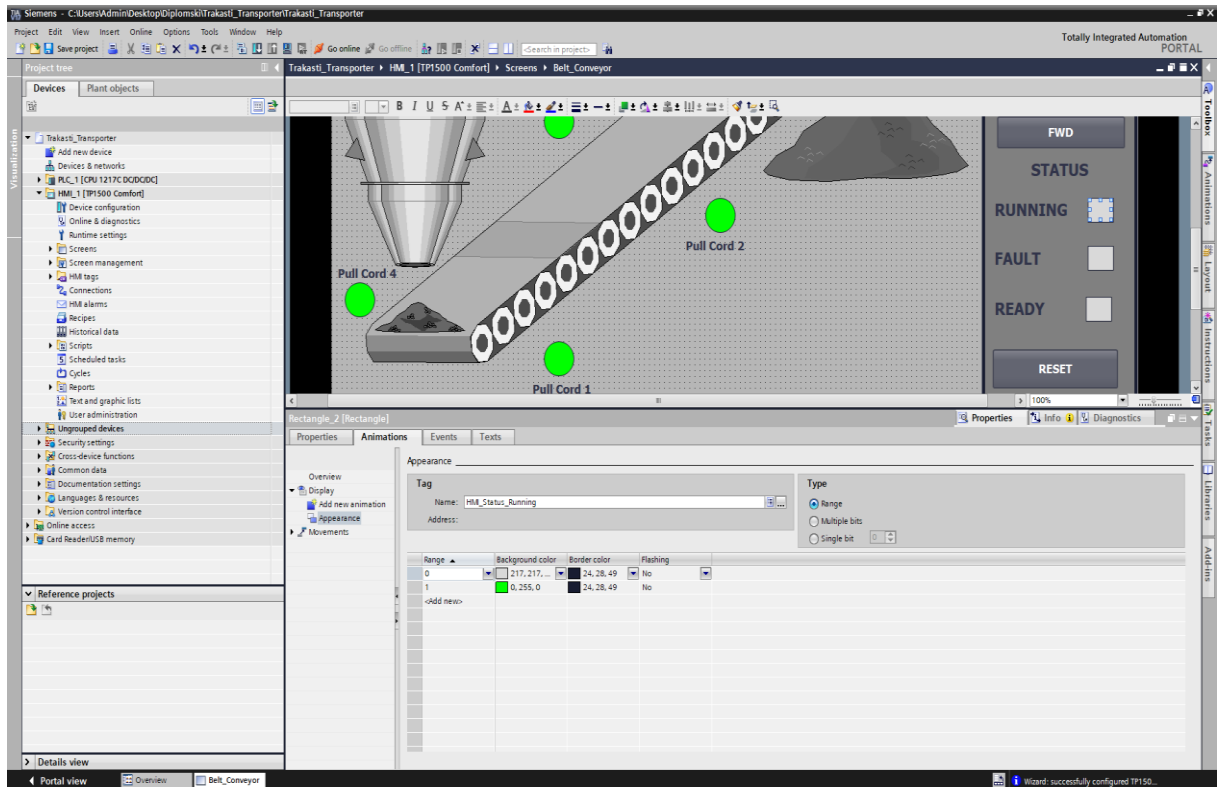 Siemens - C:\Users\Admin\Desktop\Diplomski\Trakasti_Transporter\Trakasti_Transporter
Project Edit View Insert Online Options Tools Window Help
Totally Integrated Automation
PORTAL
Save project
Go online
Go offline
<Search in project>
Project tree
Trakasti_Transporter ▸ HMI_1 [TP1500 Comfort] ▸ Screens ▸ Belt_Conveyor
Devices
Plant objects
Visualization
Trakasti_Transporter
Add new device
Devices & networks
PLC_1 [CPU 1217C DC/DC/DC]
HMI_1 [TP1500 Comfort]
Device configuration
Online & diagnostics
Runtime settings
Screens
Screen management
HMI tags
Connections
HMI alarms
Recipes
Historical data
Scripts
Scheduled tasks
Cycles
Reports
Text and graphic lists
User administration
Ungrouped devices
Security settings
Cross-device functions
Common data
Documentation settings
Languages & resources
Version control interface
Online access
Card Reader/USB memory
Reference projects
Details view
B I U S A
FWD
STATUS
RUNNING
FAULT
READY
RESET
Pull Cord 2
Pull Cord 4
Pull Cord 1
100%
Rectangle_2 [Rectangle]
Properties
Info
Diagnostics
Properties
Animations
Events
Texts
Overview
Display
Add new animation
Appearance
Movements
Appearance
Tag
Name: HMI_Status_Running
Address:
Type
Range
Multiple bits
Single bit 0
Range Background color Border color Flashing
0 217, 217, ... 24, 28, 49 No
1 0, 255, 0 24, 28, 49 No
<Add new>
Toolbox
Animations
Layout
Instructions
Tasks
Libraries
Add-ins
Portal view
Overview
Belt_Conveyor
Wizard: successfully configured TP150...